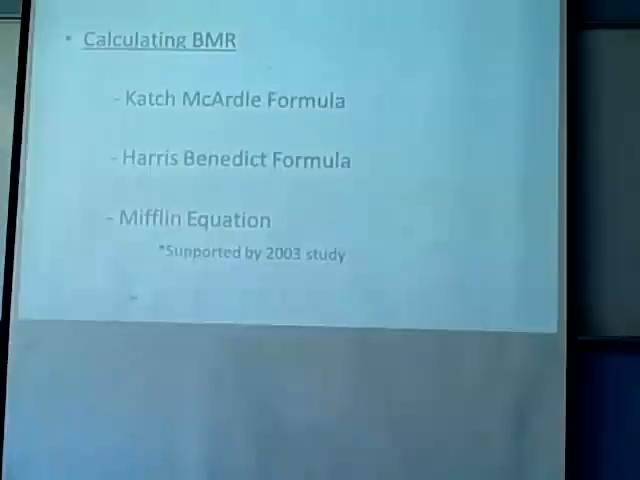 • Calculating BMR
- Katch McArdle Formula
- Harris Benedict Formula
- Mifflin Equation
*Supported by 2003 study
-